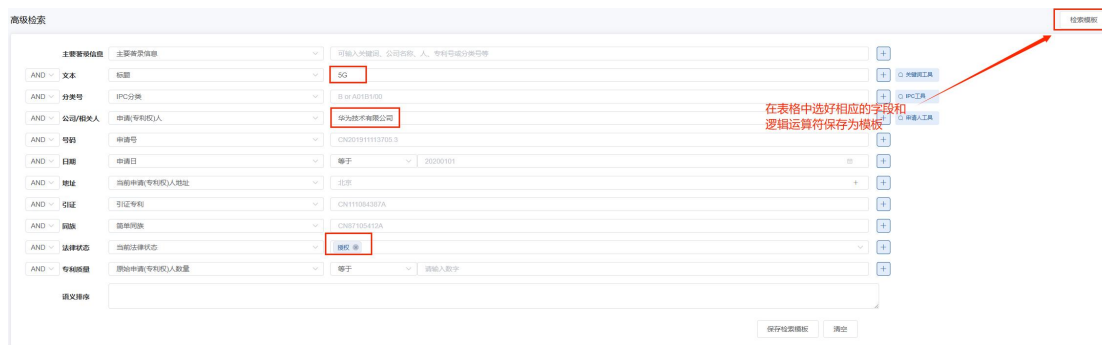 高级检索 检索模板
主要著录信息 主要著录信息 可输入关键词、公司名称、人、专利号或分类号等
AND 文本 标题 5G 关键词工具
AND 分类号 IPC分类 B or A01B1/00 IPC工具
AND 公司/相关人 申请(专利权)人 华为技术有限公司 申请人工具
在表格中选好相应的字段和
逻辑运算符保存为模板
AND 号码 申请号 CN201911113705.3
AND 日期 申请日 等于 20200101
AND 地址 当前申请(专利权)人地址 北京
AND 引证 引证专利 CN111084387A
AND 同族 简单同族 CN87105412A
AND 法律状态 当前法律状态 授权
AND 专利质量 原始申请(专利权)人数量 等于 请输入数字
语义排序
保存检索模板 清空